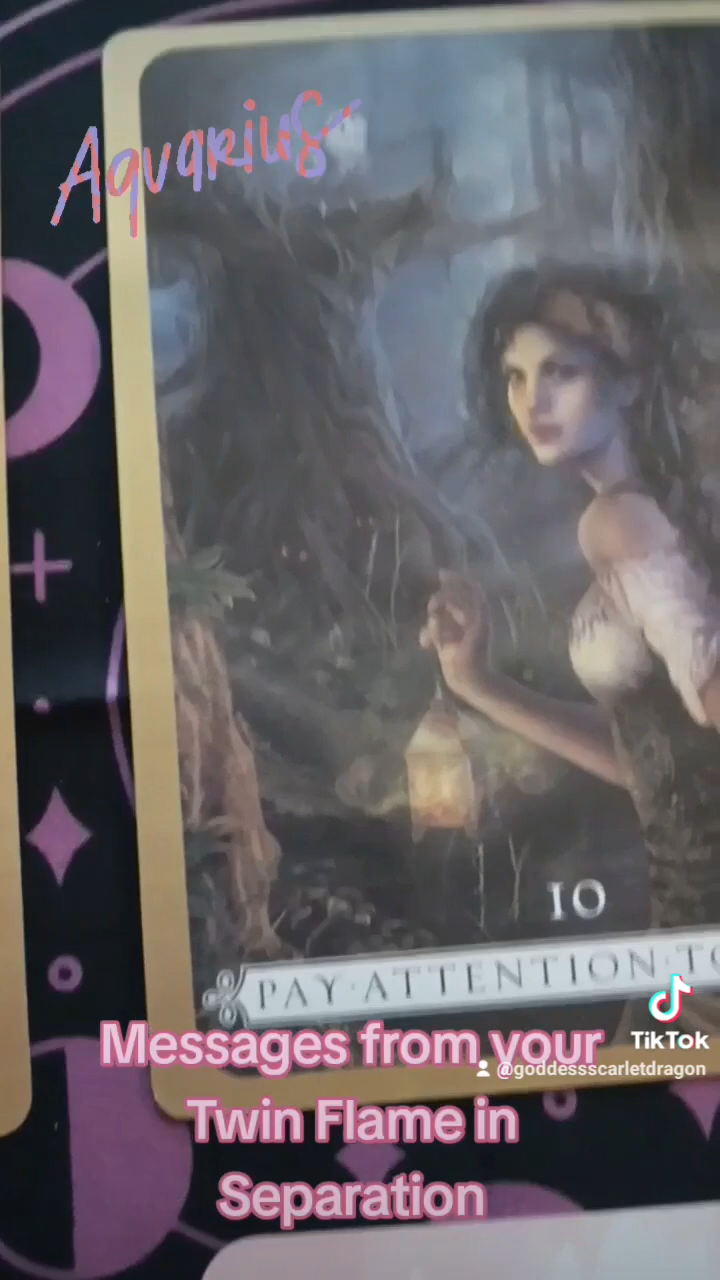 Aquarius
10
PAY·ATTENTION·TO
Messages from your
Twin Flame in
Separation
TikTok
@goddessscarletdragon